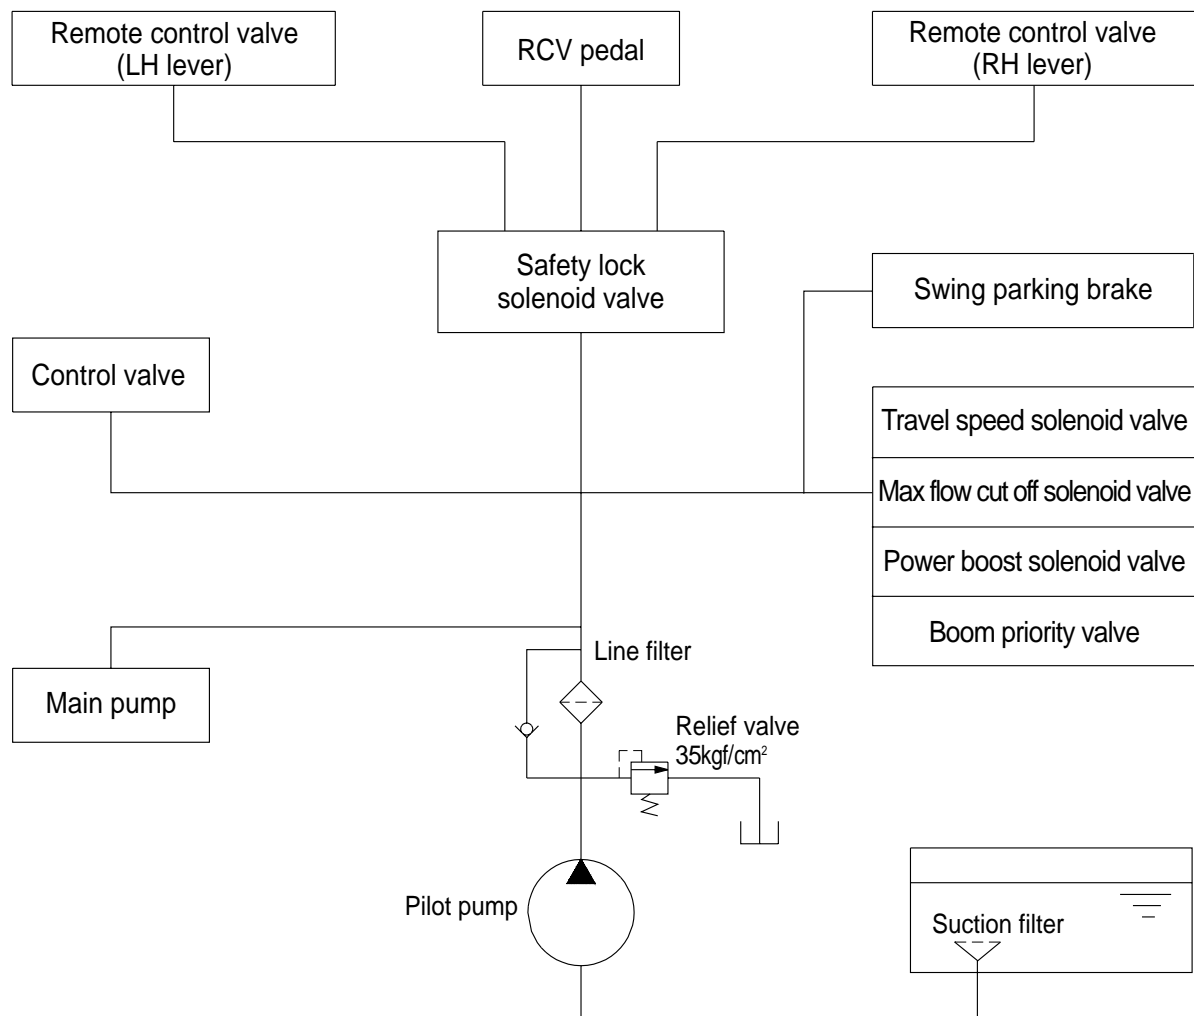 Remote control valve
(LH lever)
RCV pedal
Remote control valve
(RH lever)
Safety lock
solenoid valve
Swing parking brake
Control valve
Travel speed solenoid valve
Max flow cut off solenoid valve
Power boost solenoid valve
Boom priority valve
Line filter
Main pump
Relief valve
35kgf/cm²
Pilot pump
Suction filter